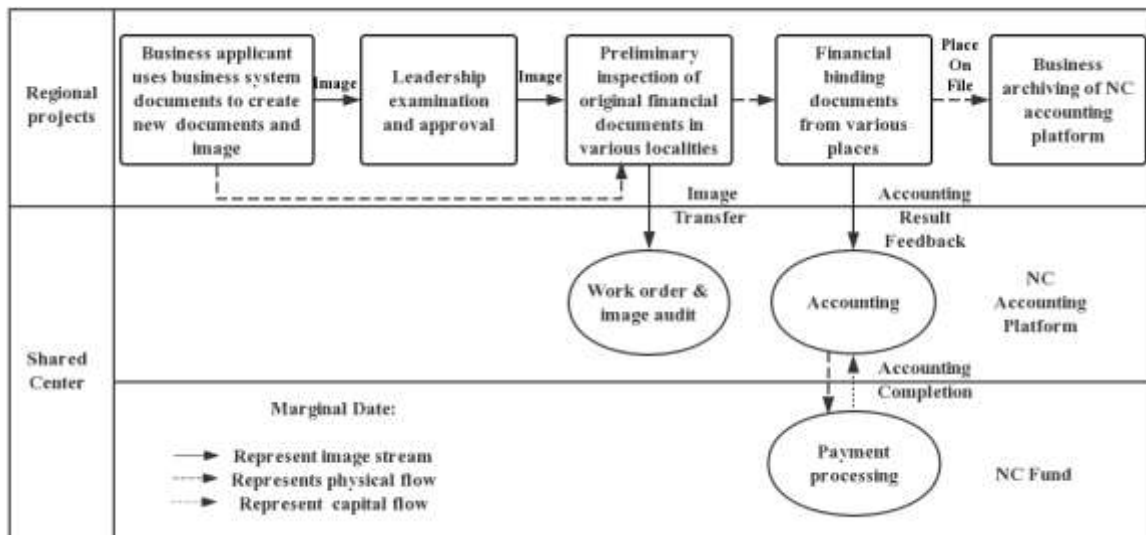 Regional
projects
Business applicant
uses business system
documents to create
new documents and
image
Image
Leadership
examination
and approval
Image
Preliminary
inspection of
original financial
documents in
various localities
Financial
binding
documents
from various
places
Place
On
File
Business
archiving of NC
accounting
platform
Image
Transfer
Accounting
Result
Feedback
Shared
Center
Work order &
image audit
Accounting
NC
Accounting
Platform
Accounting
Completion
Marginal Date:
Represent image stream
Represents physical flow
Represent capital flow
Payment
processing
NC Fund